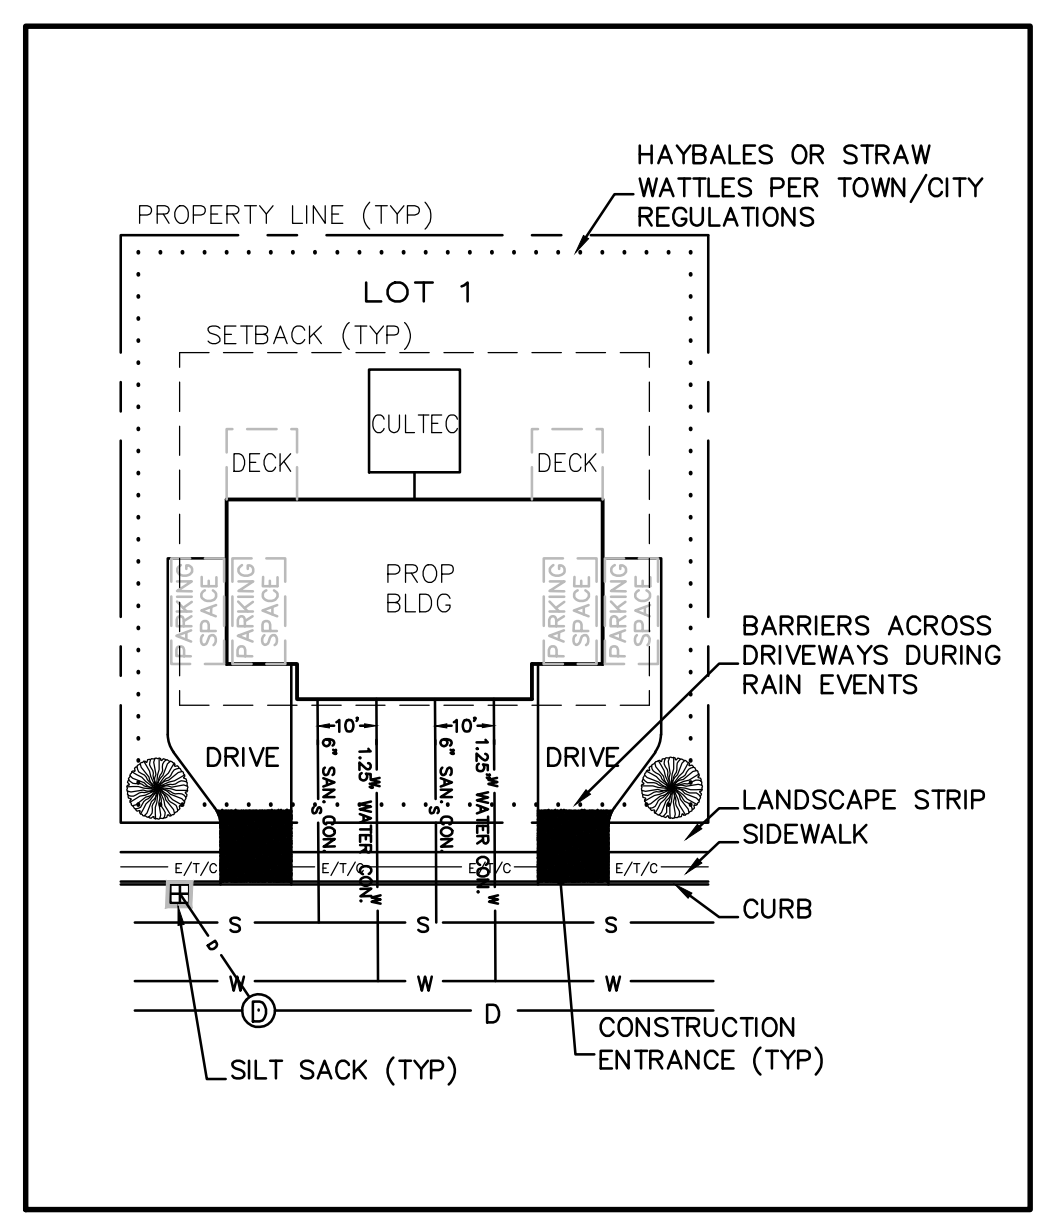 HAYBALES OR STRAW
WATTLES PER TOWN/CITY
REGULATIONS
PROPERTY LINE (TYP)
LOT 1
SETBACK (TYP)
CULTEC
DECK
DECK
PROP
BLDG
PARKING
SPACE
PARKING
SPACE
PARKING
SPACE
PARKING
SPACE
BARRIERS ACROSS
DRIVEWAYS DURING
RAIN EVENTS
10'
10'
DRIVE
DRIVE
6" SAN. CON.
S
1.25" WATER CON.
W
W
6" SAN. CON.
S
1.25" WATER CON.
W
W
LANDSCAPE STRIP
SIDEWALK
E/T/C
E/T/C
E/T/C
E/T/C
CURB
S
S
S
D
W
W
W
D
D
CONSTRUCTION
ENTRANCE (TYP)
SILT SACK (TYP)